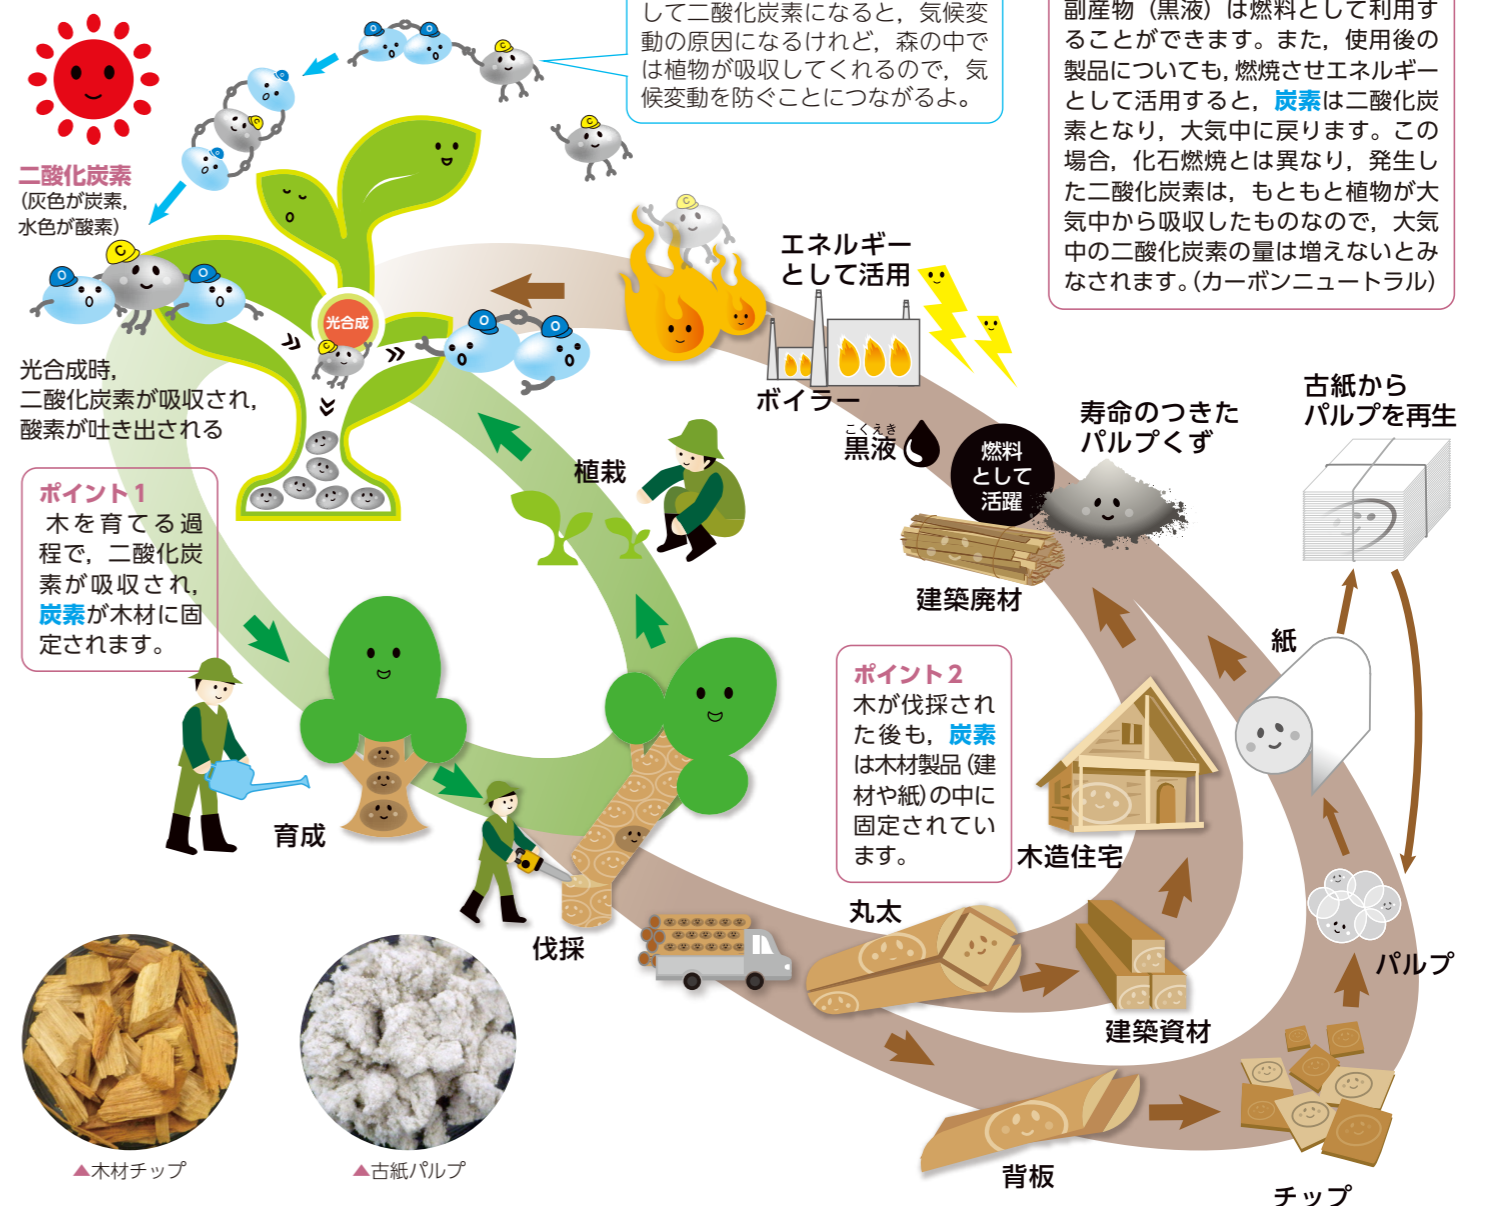 して二酸化炭素になると，気候変
動の原因になるけれど，森の中で
は植物が吸収してくれるので，気
候変動を防ぐことにつながるよ。
副産物（黒液）は燃料として利用す
ることができます。また，使用後の
製品についても，燃焼させエネルギー
として活用すると，炭素は二酸化炭
素となり，大気中に戻ります。この
場合，化石燃焼とは異なり，発生し
た二酸化炭素は，もともと植物が大
気中から吸収したものなので，大気
中の二酸化炭素の量は増えないとみ
なされます。（カーボンニュートラル）
二酸化炭素
（灰色が炭素，
水色が酸素）
O
O
C
O
C
O
C
C
O
C
O
光合成
C
O
O
光合成時，
二酸化炭素が吸収され，
酸素が吐き出される
エネルギー
として活用
ボイラー
こくえき
黒液
燃料
として
活躍
寿命のつきた
パルプくず
古紙から
パルプを再生
植栽
建築廃材
紙
ポイント1
木を育てる過
程で，二酸化炭
素が吸収され，
炭素が木材に固
定されます。
ポイント2
木が伐採され
た後も，炭素
は木材製品（建
材や紙）の中に
固定されてい
ます。
木造住宅
育成
伐採
丸太
建築資材
パルプ
背板
チップ
▲木材チップ
▲古紙パルプ